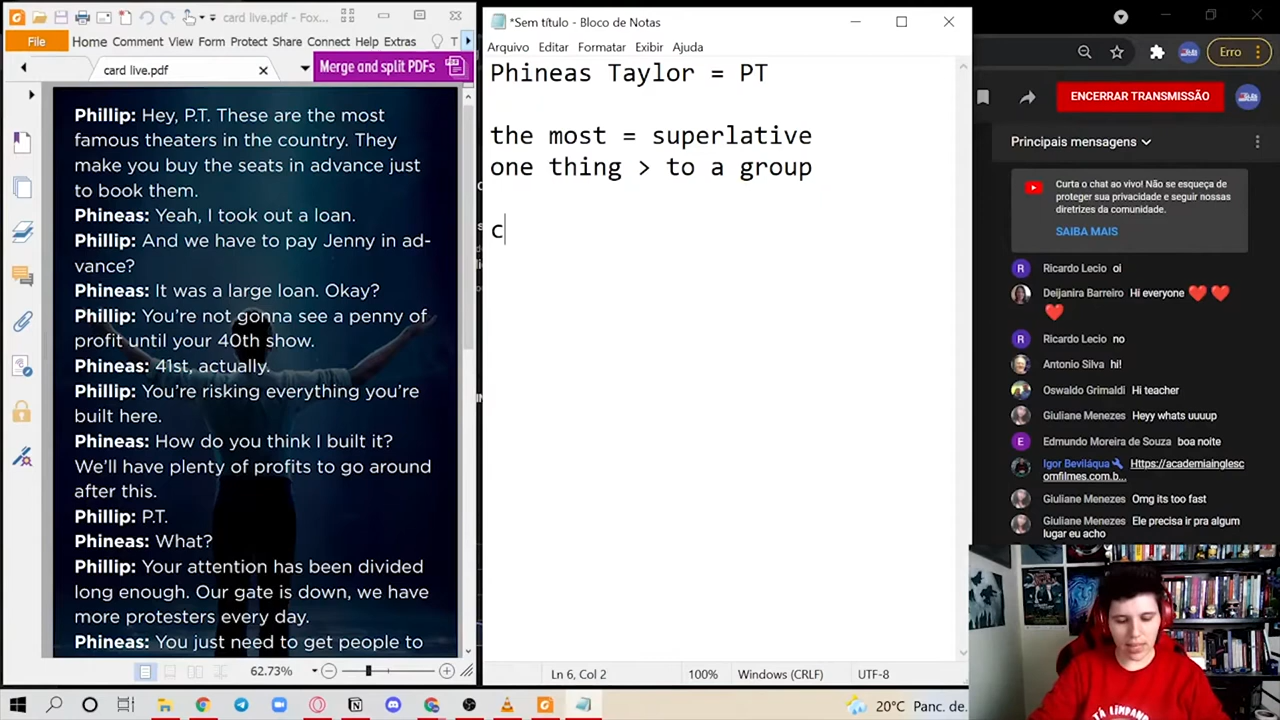 card live.pdf - Fox...
File Home Comment View Form Protect Share Connect Help Extras T
card live.pdf
Merge and split PDFs
Phillip: Hey, P.T. These are the most
famous theaters in the country. They
make you buy the seats in advance just
to book them.
Phineas: Yeah, I took out a loan.
Phillip: And we have to pay Jenny in ad-
vance?
Phineas: It was a large loan. Okay?
Phillip: You're not gonna see a penny of
profit until your 40th show.
Phineas: 41st, actually.
Phillip: You're risking everything you're
built here.
Phineas: How do you think I built it?
We'll have plenty of profits to go around
after this.
Phillip: P.T.
Phineas: What?
Phillip: Your attention has been divided
long enough. Our gate is down, we have
more protesters every day.
Phineas: You just need to get people to
62.73%
*Sem título - Bloco de Notas
Arquivo Editar Formatar Exibir Ajuda
Phineas Taylor = PT
the most = superlative
one thing > to a group
c
Ln 6, Col 2 100% Windows (CRLF) UTF-8
Erro
ENCERRAR TRANSMISSÃO
Principais mensagens
Curta o chat ao vivo! Não se esqueça de
proteger sua privacidade e seguir nossas
diretrizes da comunidade.
SAIBA MAIS
R Ricardo Lecio oi
Deijanira Barreiro Hi everyone ❤️ ❤️
❤️
R Ricardo Lecio no
Antonio Silva hi!
Oswaldo Grimaldi Hi teacher
Giuliane Menezes Heyy whats uuuup
E Edmundo Moreira de Souza boa noite
Igor Beviláqua Https://academiainglesc
omfilmes.com.b...
Giuliane Menezes Omg its too fast
Giuliane Menezes Ele precisa ir pra algum
lugar eu acho
20°C Panc. de